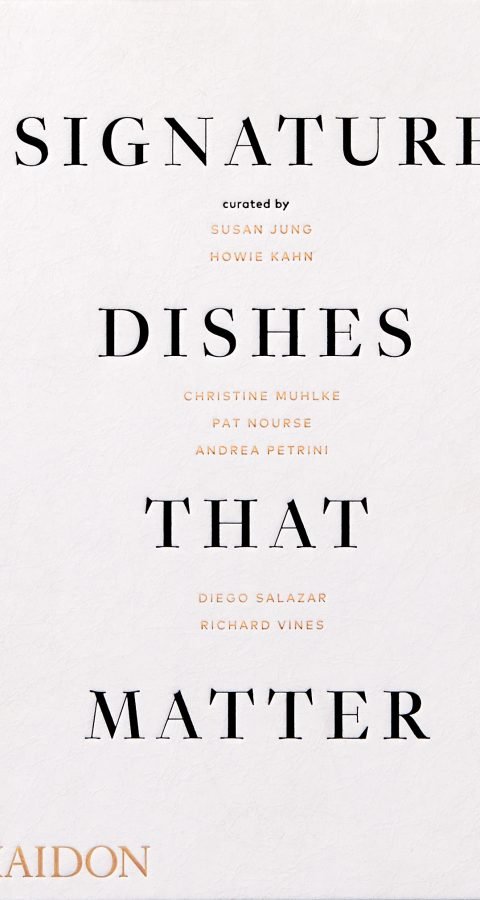 SIGNATURE
curated by
SUSAN JUNG
HOWIE KAHN
DISHES
CHRISTINE MUHLKE
PAT NOURSE
ANDREA PETRINI
THAT
DIEGO SALAZAR
RICHARD VINES
MATTER
AIDON